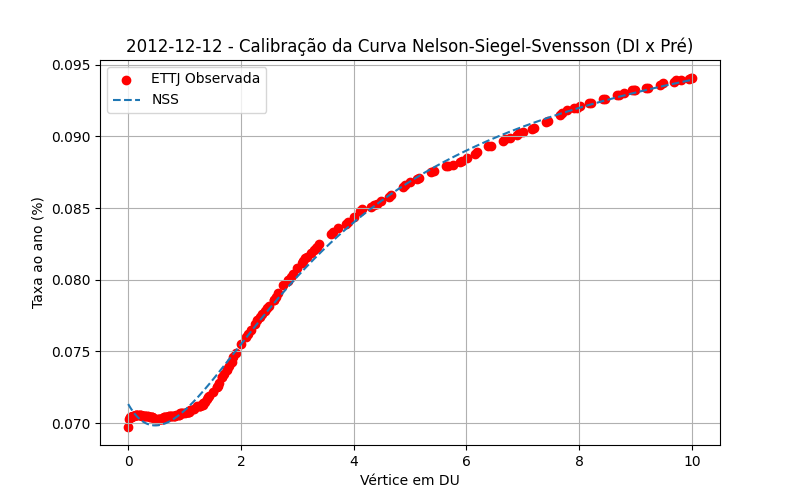 2012-12-12 - Calibração da Curva Nelson-Siegel-Svensson (DI x Pré)
ETTJ Observada
NSS
Taxa ao ano (%)
0.095
0.090
0.085
0.080
0.075
0.070
0 2 4 6 8 10
Vértice em DU